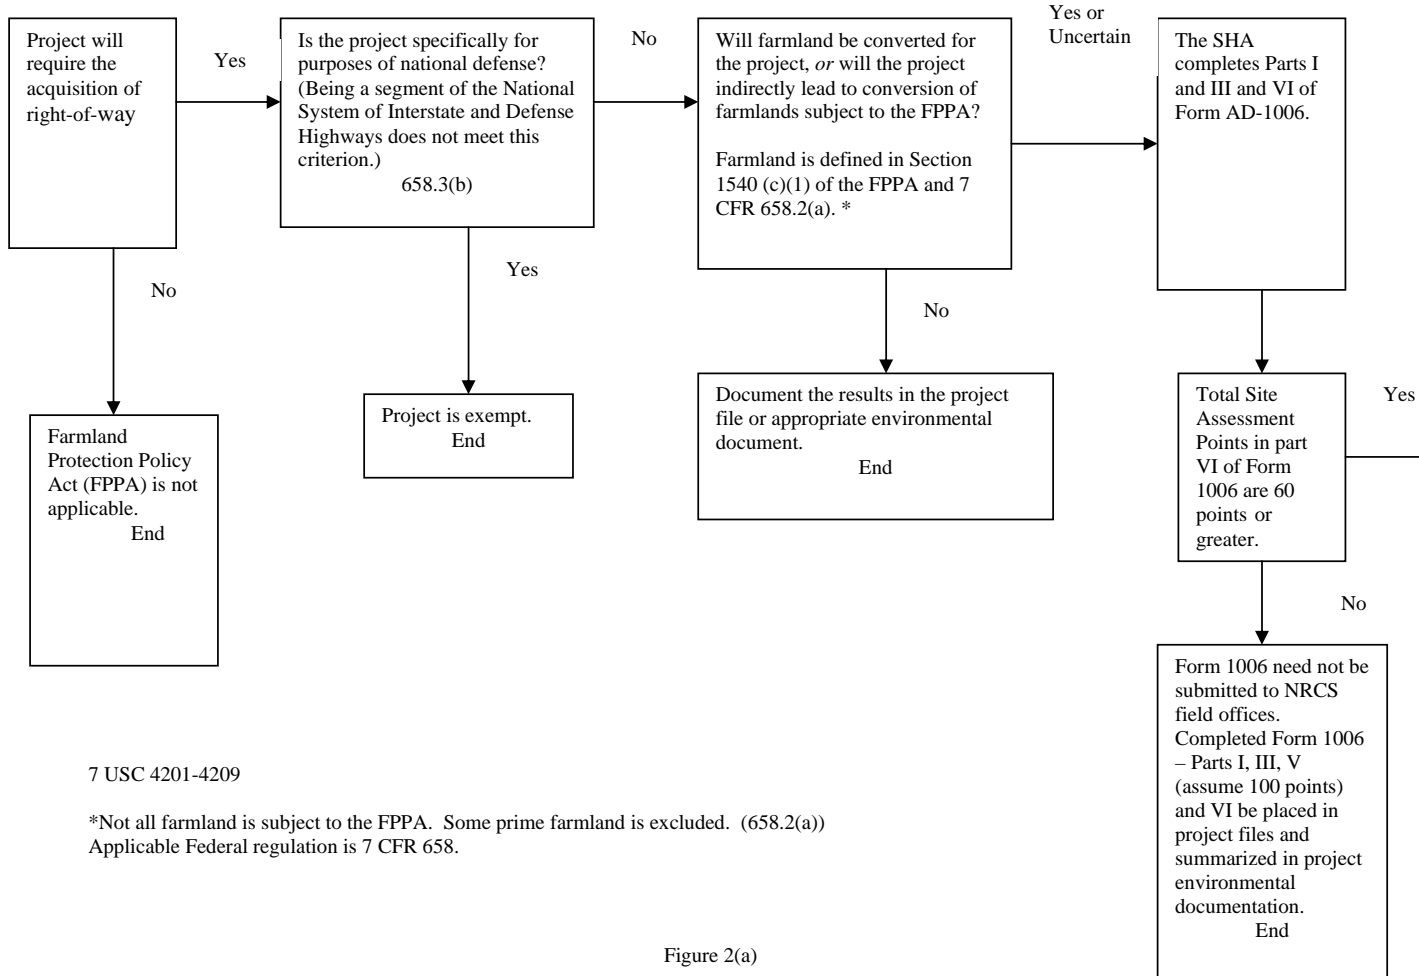 Project will
require the
acquisition of
right-of-way
Yes
Is the project specifically for
purposes of national defense?
(Being a segment of the National
System of Interstate and Defense
Highways does not meet this
criterion.)
658.3(b)
No
Will farmland be converted for
the project, or will the project
indirectly lead to conversion of
farmlands subject to the FPPA?
Farmland is defined in Section
1540 (c)(1) of the FPPA and 7
CFR 658.2(a). *
Yes or
Uncertain
The SHA
completes Parts I
and III and VI of
Form AD-1006.
No
Yes
No
Farmland
Protection Policy
Act (FPPA) is not
applicable.
End
Project is exempt.
End
Document the results in the project
file or appropriate environmental
document.
End
Total Site
Assessment
Points in part
VI of Form
1006 are 60
points or
greater.
Yes
No
Form 1006 need not be
submitted to NRCS
field offices.
Completed Form 1006
– Parts I, III, V
(assume 100 points)
and VI be placed in
project files and
summarized in project
environmental
documentation.
End
7 USC 4201-4209
*Not all farmland is subject to the FPPA.  Some prime farmland is excluded.  (658.2(a))
Applicable Federal regulation is 7 CFR 658.
Figure 2(a)